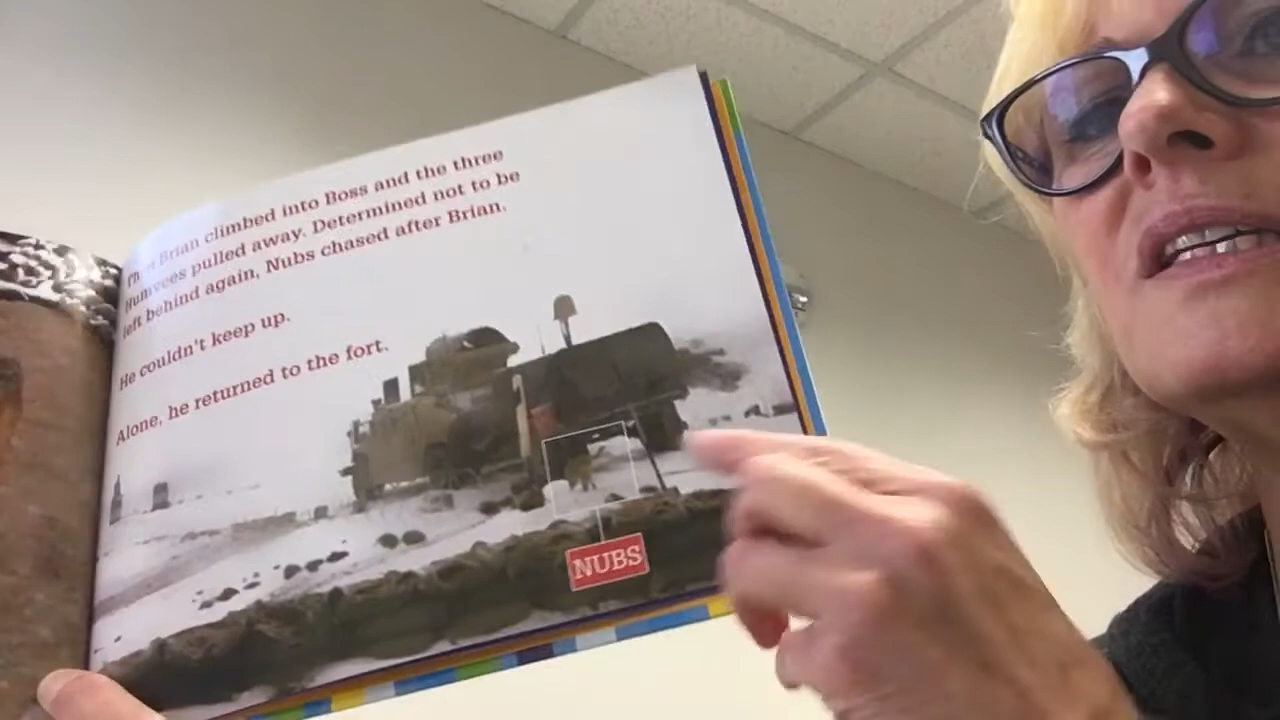 Then Brian climbed into Boss and the three
Humvees pulled away. Determined not to be
left behind again, Nubs chased after Brian.
He couldn't keep up.
Alone, he returned to the fort.
NUBS